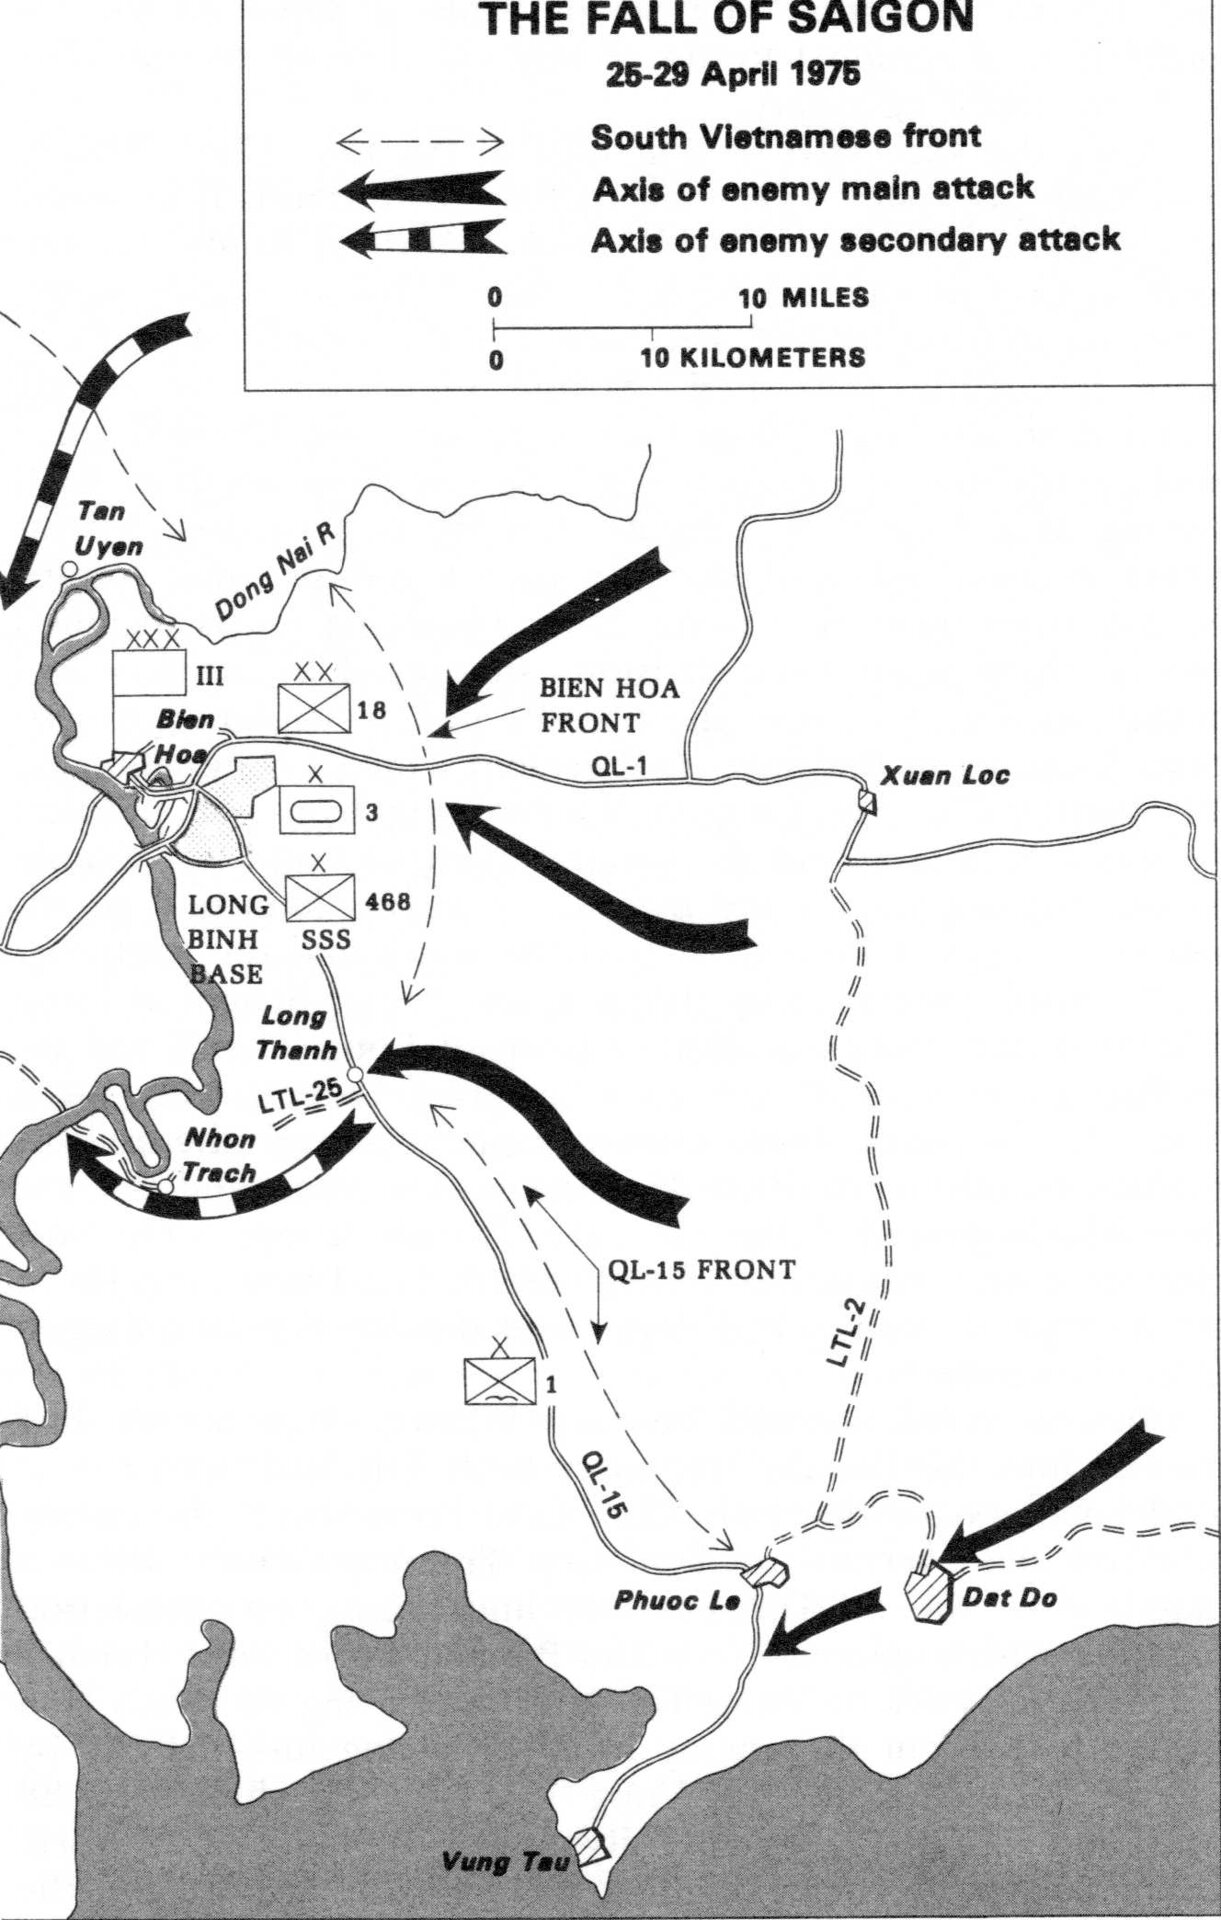 THE FALL OF SAIGON
25-29 April 1975
South Vietnamese front
Axis of enemy main attack
Axis of enemy secondary attack
0 10 MILES
0 10 KILOMETERS
Tan
Uyen
Dong Nai R
XXX
III
XX
18
BIEN HOA
FRONT
Bien
Hoa
QL-1
Xuan Loc
X
3
X
468
LONG
BINH
BASE
SSS
Long
Thanh
LTL-25
Nhon
Trach
QL-15 FRONT
LTL-2
X
1
QL-15
Phuoc Le
Dat Do
Vung Tau